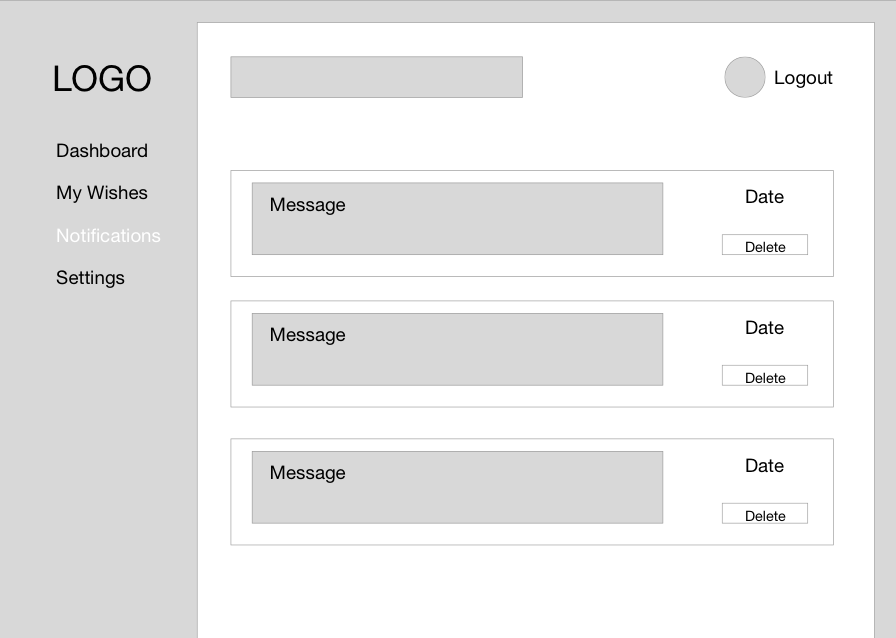 LOGO
Logout
Dashboard
My Wishes
Notifications
Settings
Message
Date
Delete
Message
Date
Delete
Message
Date
Delete